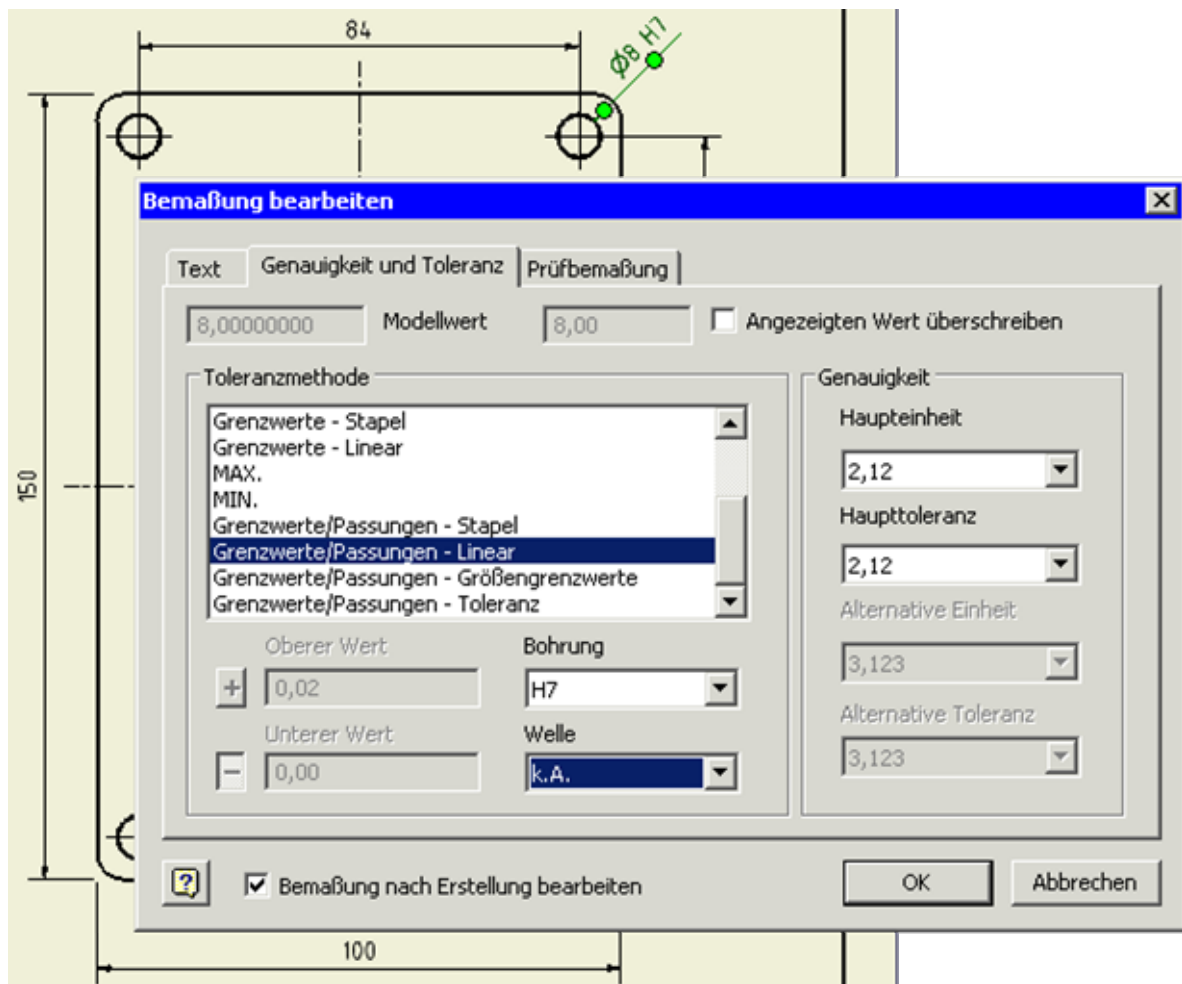 84
Ø8 H7
Bemaßung bearbeiten
Text
Genauigkeit und Toleranz
Prüfbemaßung
8,00000000
Modellwert
8,00
Angezeigten Wert überschreiben
Toleranzmethode
Grenzwerte - Stapel
Grenzwerte - Linear
MAX.
MIN.
Grenzwerte/Passungen - Stapel
Grenzwerte/Passungen - Linear
Grenzwerte/Passungen - Größengrenzwerte
Grenzwerte/Passungen - Toleranz
Oberer Wert
+
0,02
Unterer Wert
-
0,00
Bohrung
H7
Welle
k.A.
Genauigkeit
Haupteinheit
2,12
Haupttoleranz
2,12
Alternative Einheit
3,123
Alternative Toleranz
3,123
150
?
Bemaßung nach Erstellung bearbeiten
OK
Abbrechen
100